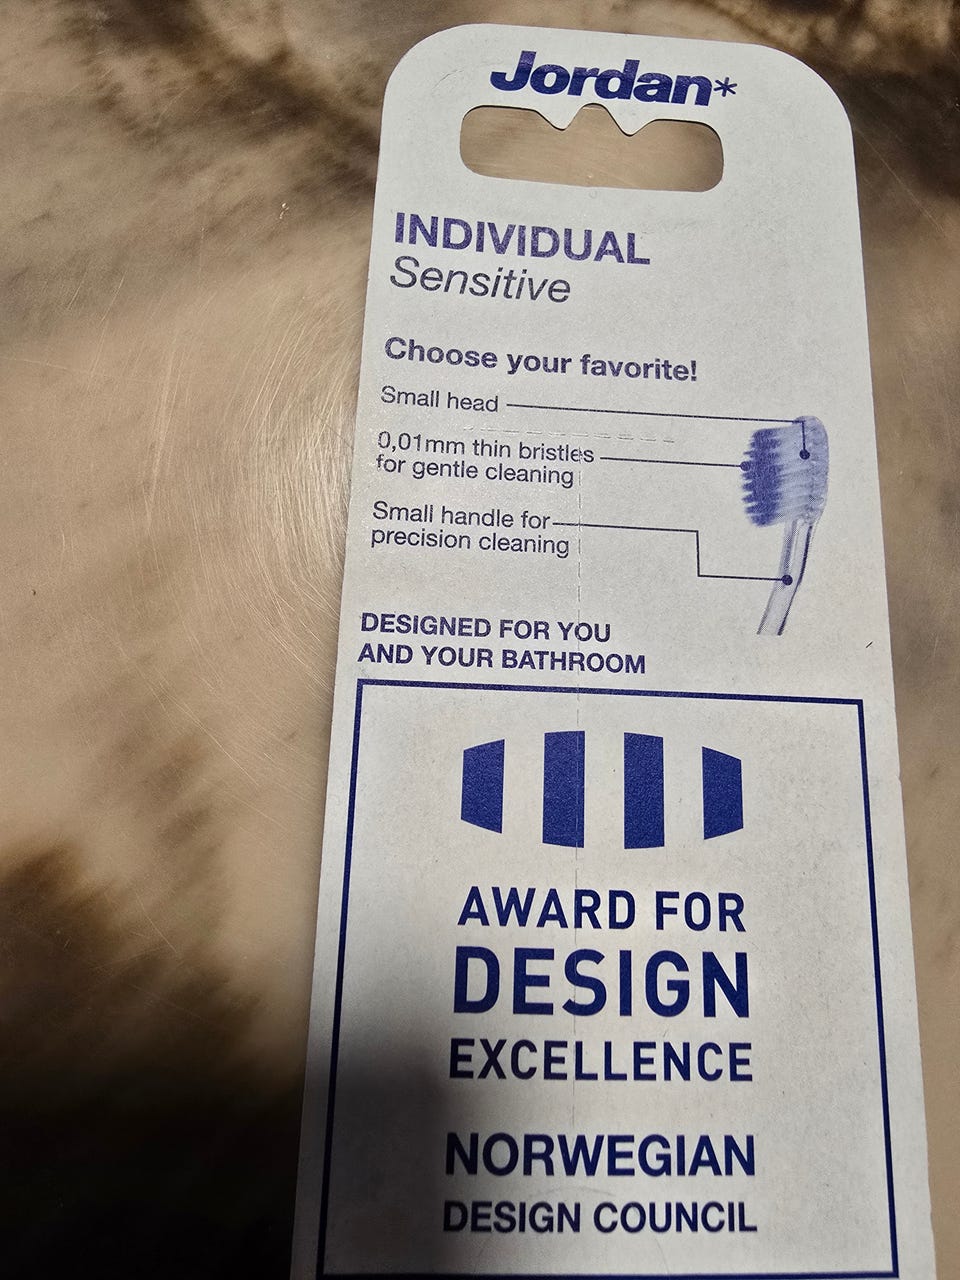 Jordan*
INDIVIDUAL
Sensitive
Choose your favorite!
Small head
0,01mm thin bristles
for gentle cleaning
Small handle for
precision cleaning
DESIGNED FOR YOU
AND YOUR BATHROOM
AWARD FOR
DESIGN
EXCELLENCE
NORWEGIAN
DESIGN COUNCIL